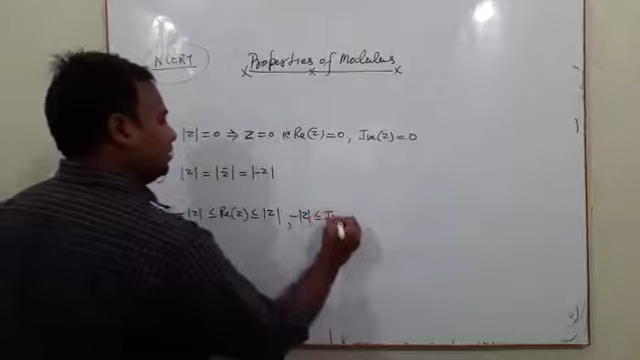 NCERT
Properties of Modulus
|z| = 0 ⇒ z = 0 ie Re(z) = 0, Im(z) = 0
|z| = |z̄| = |-z|
-|z| ≤ Re(z) ≤ |z|, -|z| ≤ I